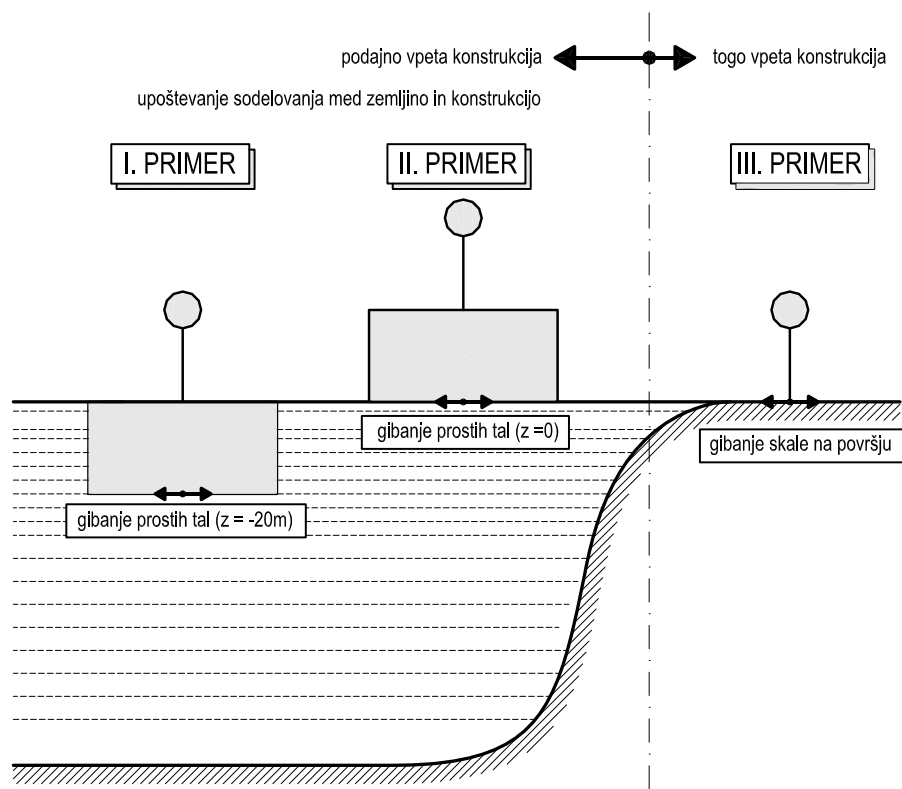 podajno vpeta konstrukcija
togo vpeta konstrukcija
upoštevanje sodelovanja med zemljino in konstrukcijo
I. PRIMER
II. PRIMER
III. PRIMER
gibanje prostih tal (z =0)
gibanje skale na površju
gibanje prostih tal (z = -20m)